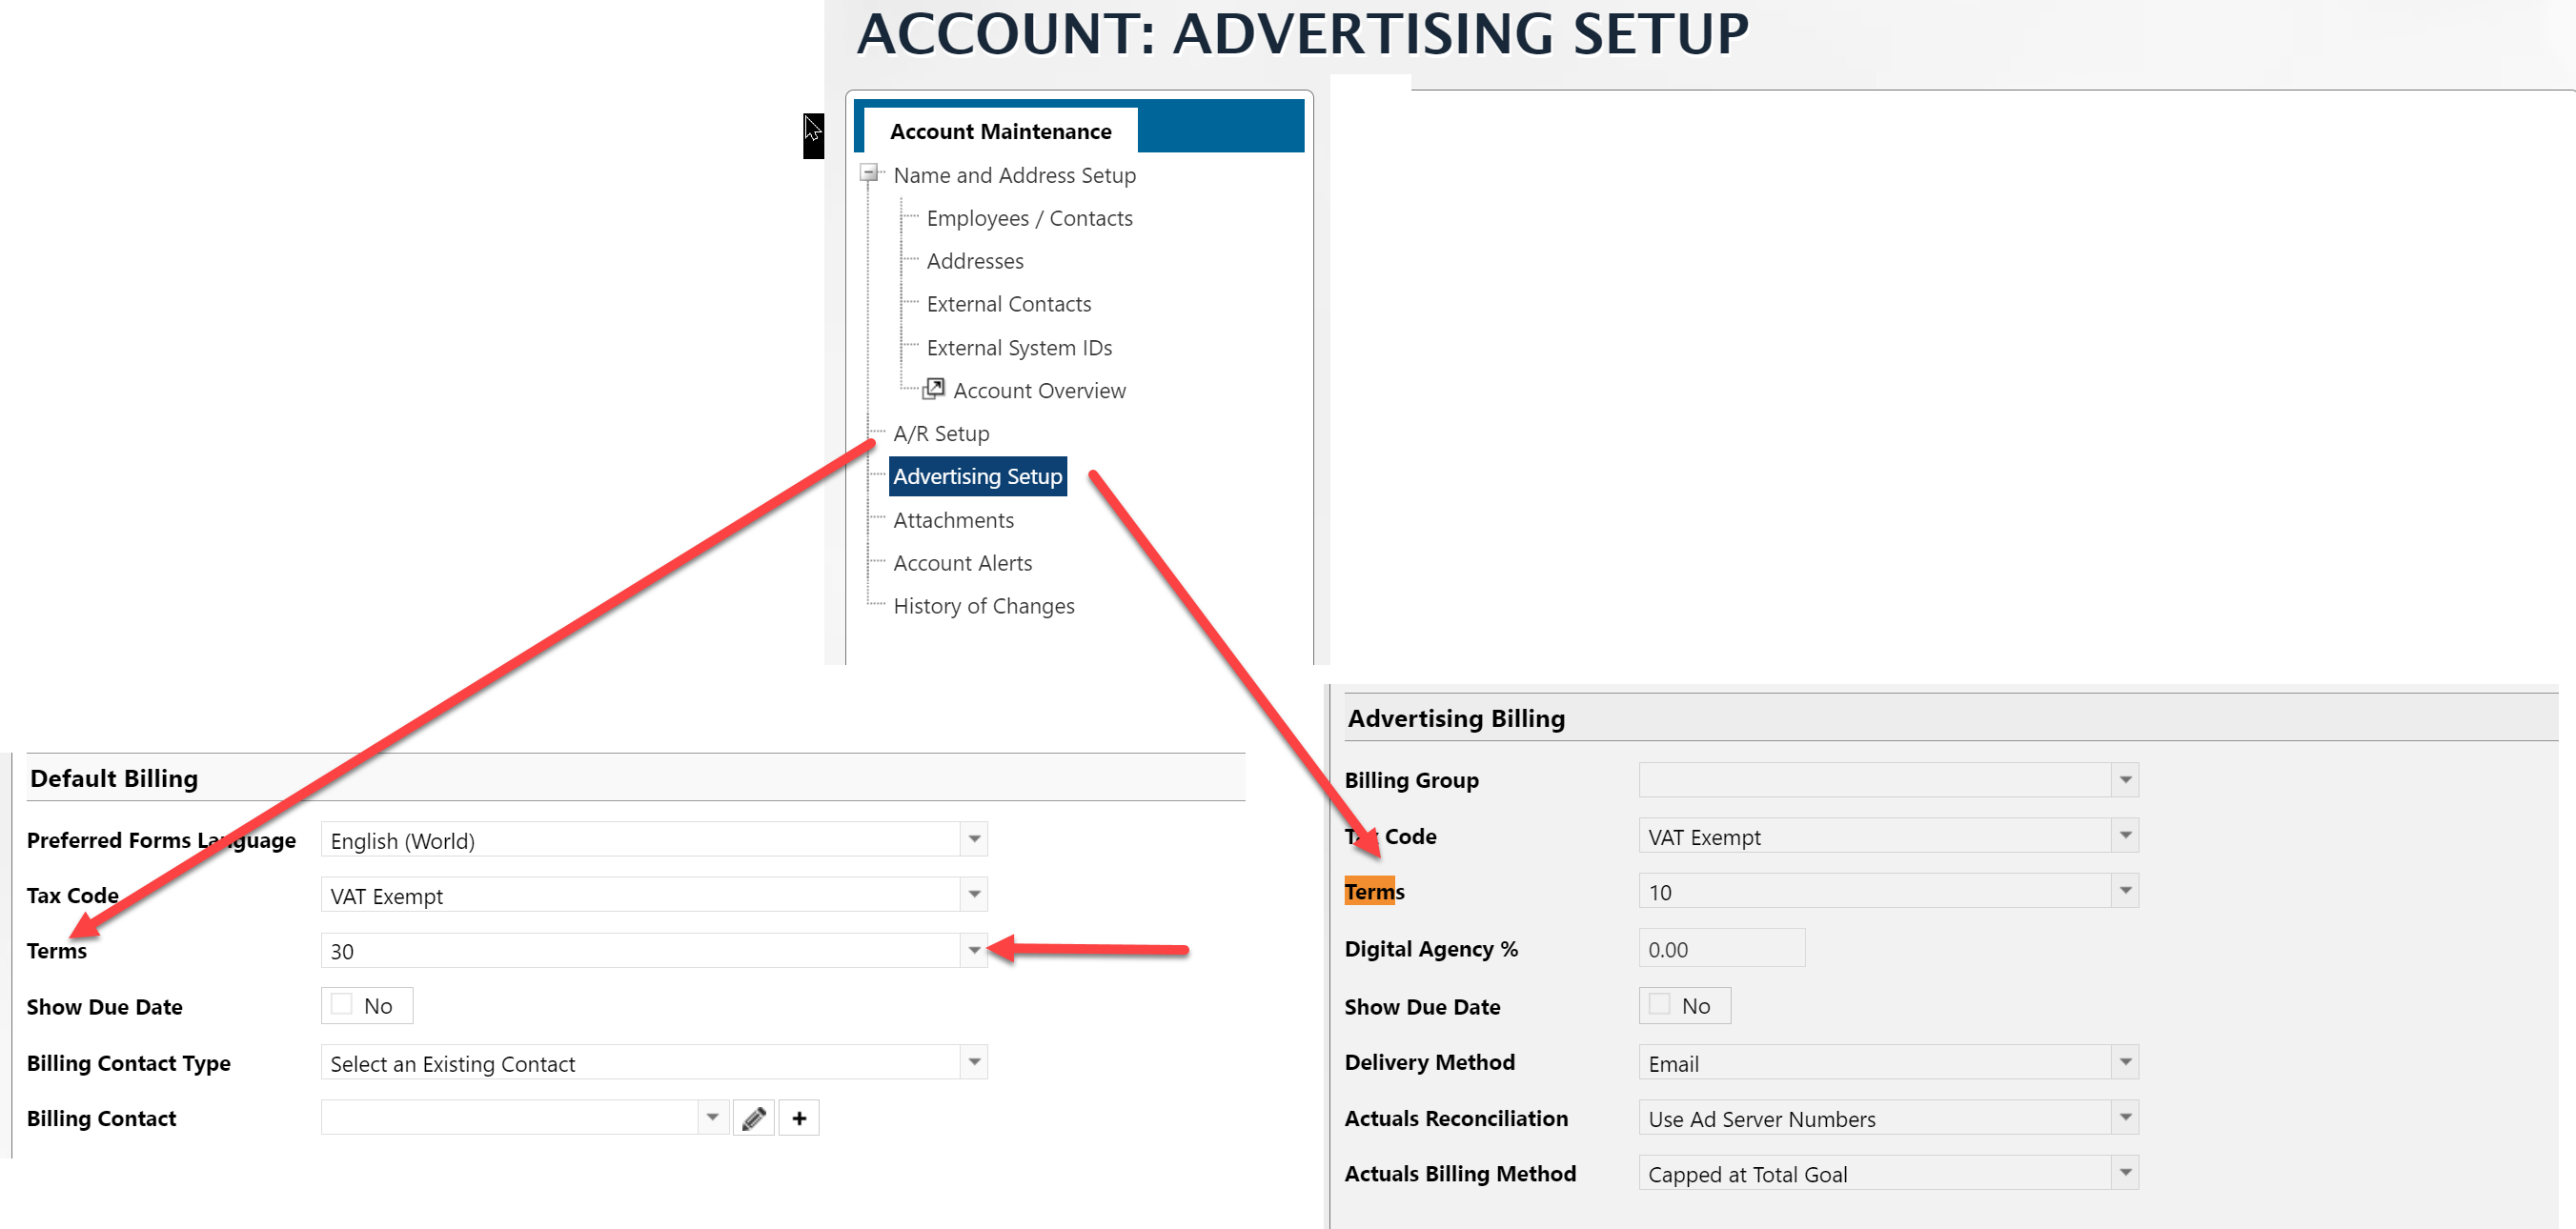 ACCOUNT: ADVERTISING SETUP
Account Maintenance
Name and Address Setup
Employees / Contacts
Addresses
External Contacts
External System IDs
Account Overview
A/R Setup
Advertising Setup
Attachments
Account Alerts
History of Changes
Default Billing
Preferred Forms Language English (World)
Tax Code VAT Exempt
Terms 30
Show Due Date No
Billing Contact Type Select an Existing Contact
Billing Contact
Advertising Billing
Billing Group
Tax Code VAT Exempt
Terms 10
Digital Agency % 0.00
Show Due Date No
Delivery Method Email
Actuals Reconciliation Use Ad Server Numbers
Actuals Billing Method Capped at Total Goal